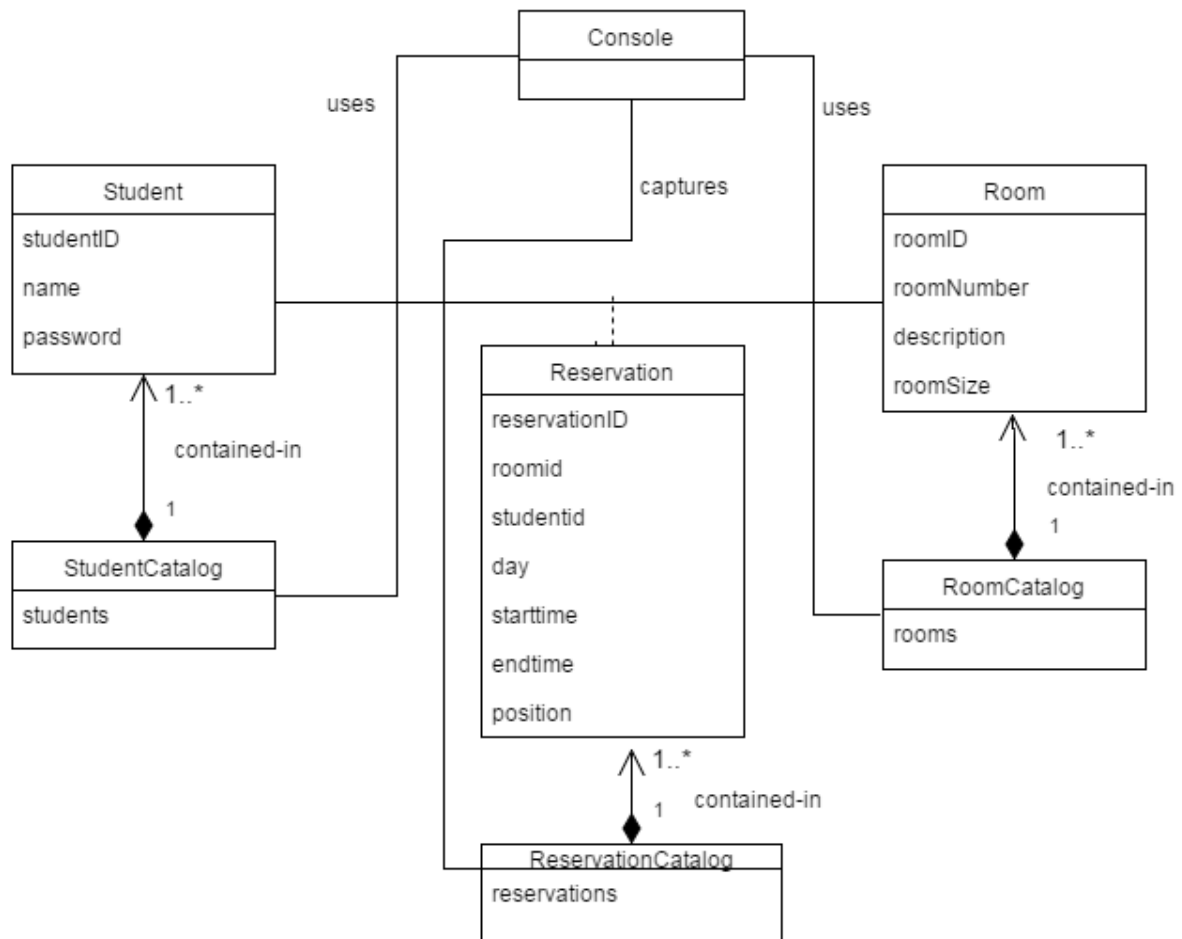 Console
uses
uses
captures
Student
studentID
name
password
Room
roomID
roomNumber
description
roomSize
Reservation
reservationID
roomid
studentid
day
starttime
endtime
position
1..*
contained-in
1
StudentCatalog
students
1..*
contained-in
1
RoomCatalog
rooms
1..*
contained-in
1
ReservationCatalog
reservations